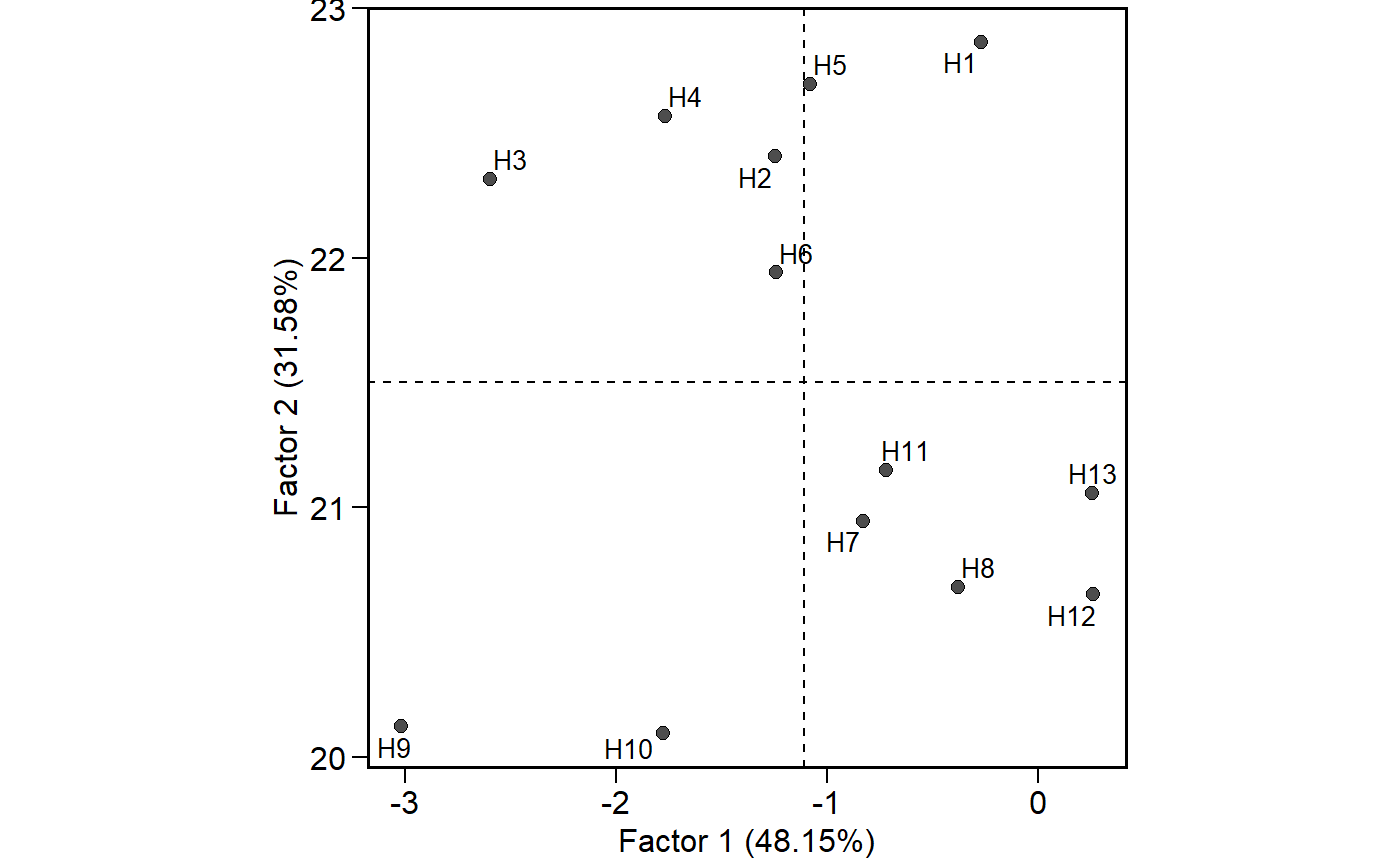 23
H1
H5
H4
H3
H2
22
H6
Factor 2 (31.58%)
H11
H13
21
H7
H8
H12
20
H9
H10
-3
-2
-1
0
Factor 1 (48.15%)